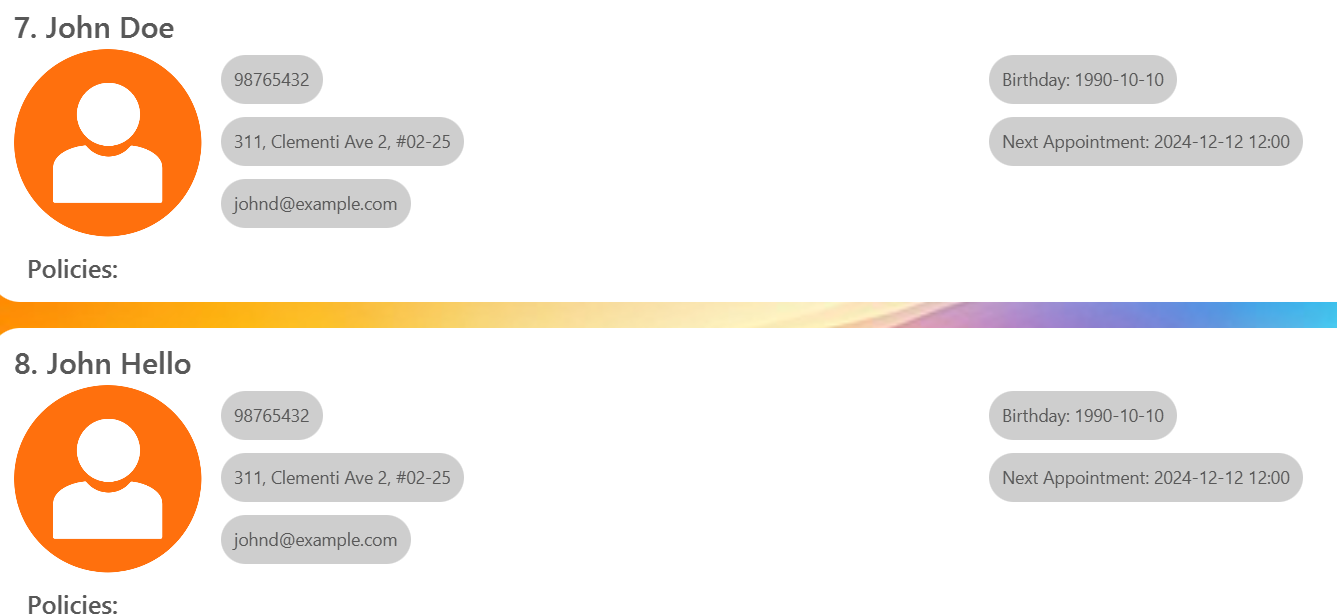 7. John Doe
98765432
Birthday: 1990-10-10
311, Clementi Ave 2, #02-25
Next Appointment: 2024-12-12 12:00
johnd@example.com
Policies:
8. John Hello
98765432
Birthday: 1990-10-10
311, Clementi Ave 2, #02-25
Next Appointment: 2024-12-12 12:00
johnd@example.com
Policies: